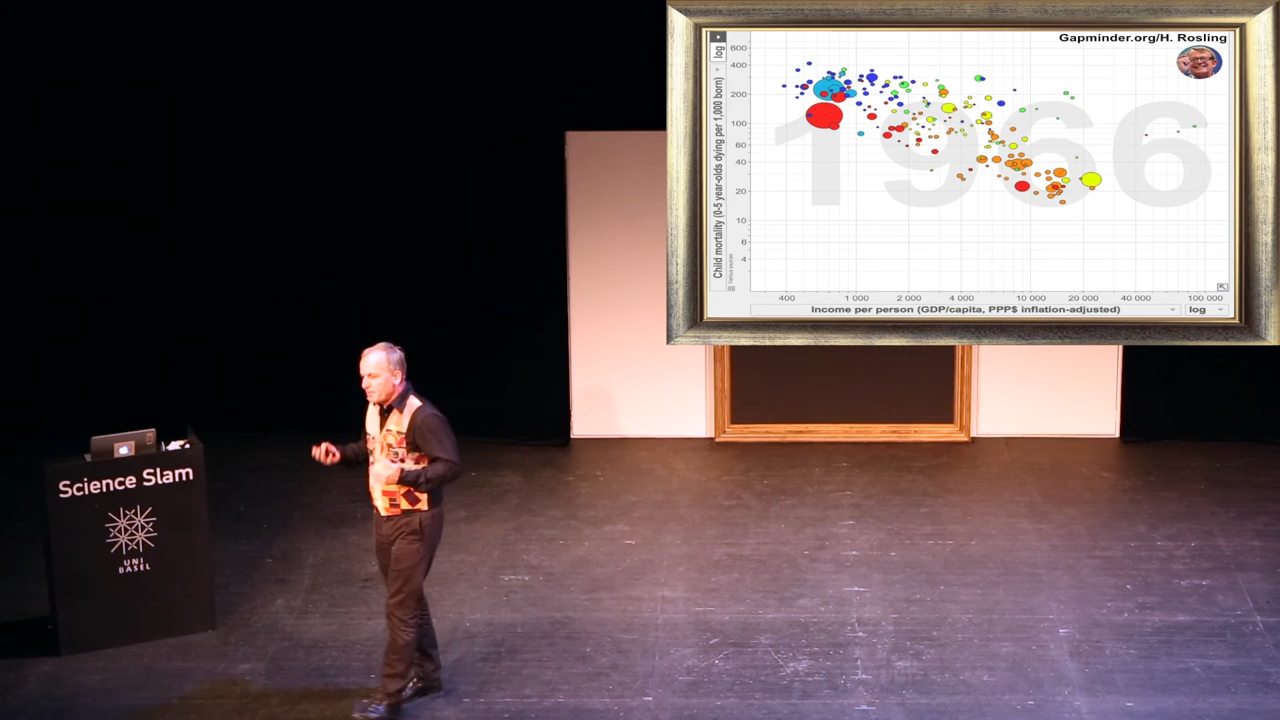 Gapminder.org/H. Rosling
log
600
400
200
100
60
40
20
10
6
4
Child mortality (0-5 year-olds dying per 1,000 born)
1966
400
1 000
2 000
4 000
10 000
20 000
40 000
100 000
Income per person (GDP/capita, PPP$ inflation-adjusted)
log
Science Slam
UNI
BASEL